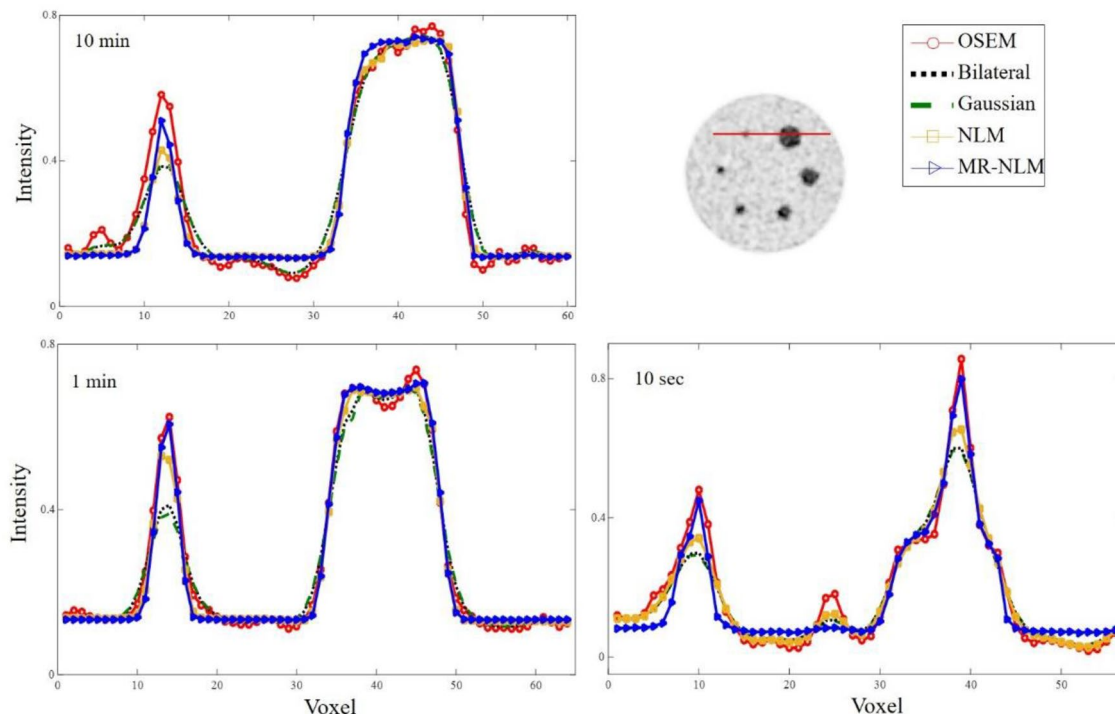 10 min
Intensity
0.8
0.4
0
0 10 20 30 40 50 60
OSEM
Bilateral
Gaussian
NLM
MR-NLM
1 min
Intensity
0.8
0.4
0
0 10 20 30 40 50 60
Voxel
10 sec
0.8
0.4
0
0 10 20 30 40 50
Voxel